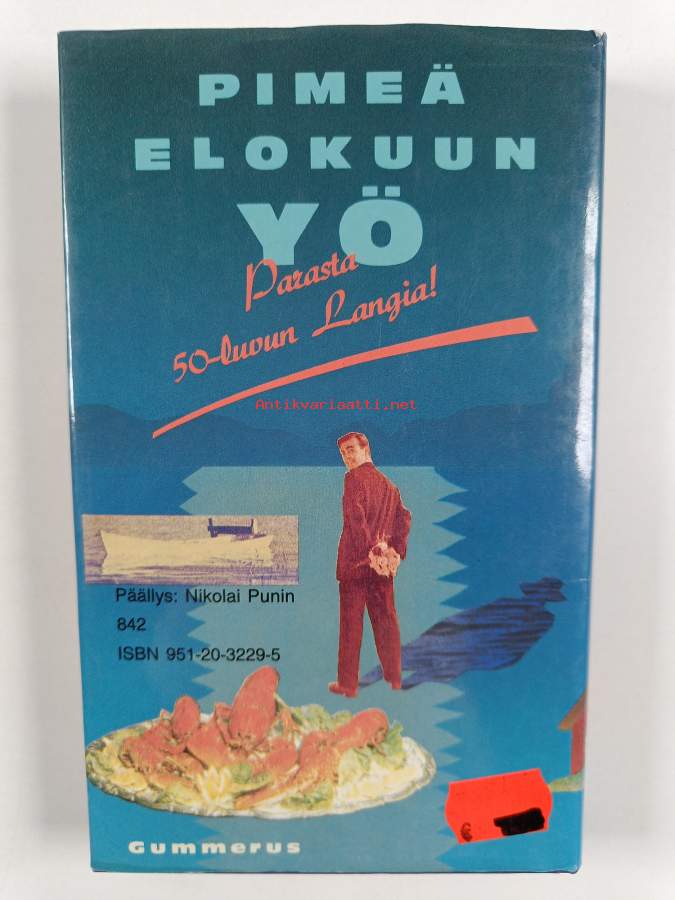 PIMEÄ
ELOKUUN
YÖ
Parasta
50-luvun Langia!
Antikvariaatti.net
Päällys: Nikolai Punin
842
ISBN 951-20-3229-5
Gummerus
€